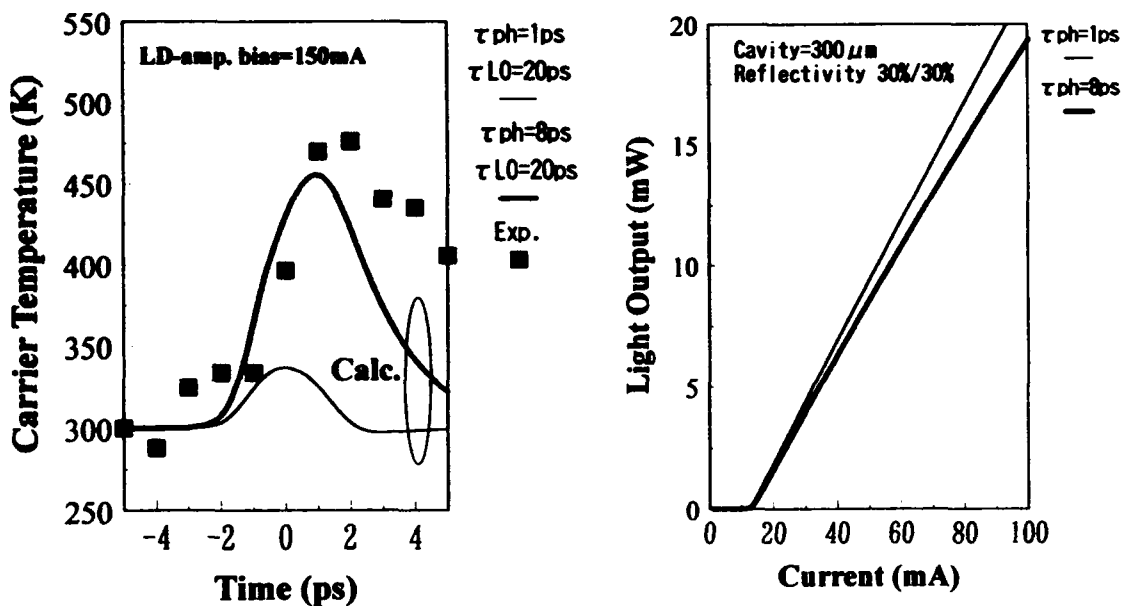 Carrier Temperature (K)
550
500
450
400
350
300
250
LD-amp. bias=150mA
Calc.
-4
-2
0
2
4
Time (ps)
τph=1ps
τLO=20ps
τph=8ps
τLO=20ps
Exp.
Light Output (mW)
20
15
10
5
0
Cavity=300μm
Reflectivity 30%/30%
0
20
40
60
80
100
Current (mA)
τph=1ps
τph=8ps